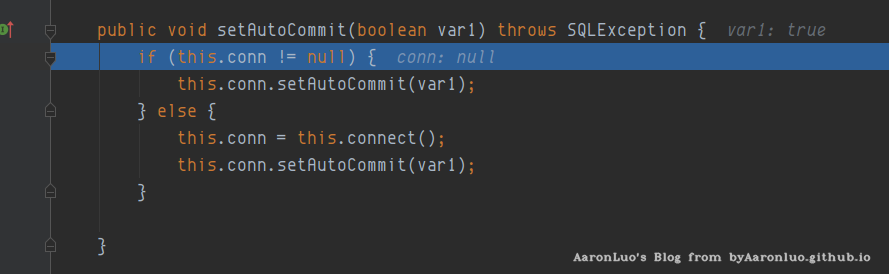 public void setAutoCommit(boolean var1) throws SQLException {  var1: true
if (this.conn != null) {  conn: null
this.conn.setAutoCommit(var1);
} else {
this.conn = this.connect();
this.conn.setAutoCommit(var1);
}
}
AaronLuo's Blog from byAaronluo.github.io